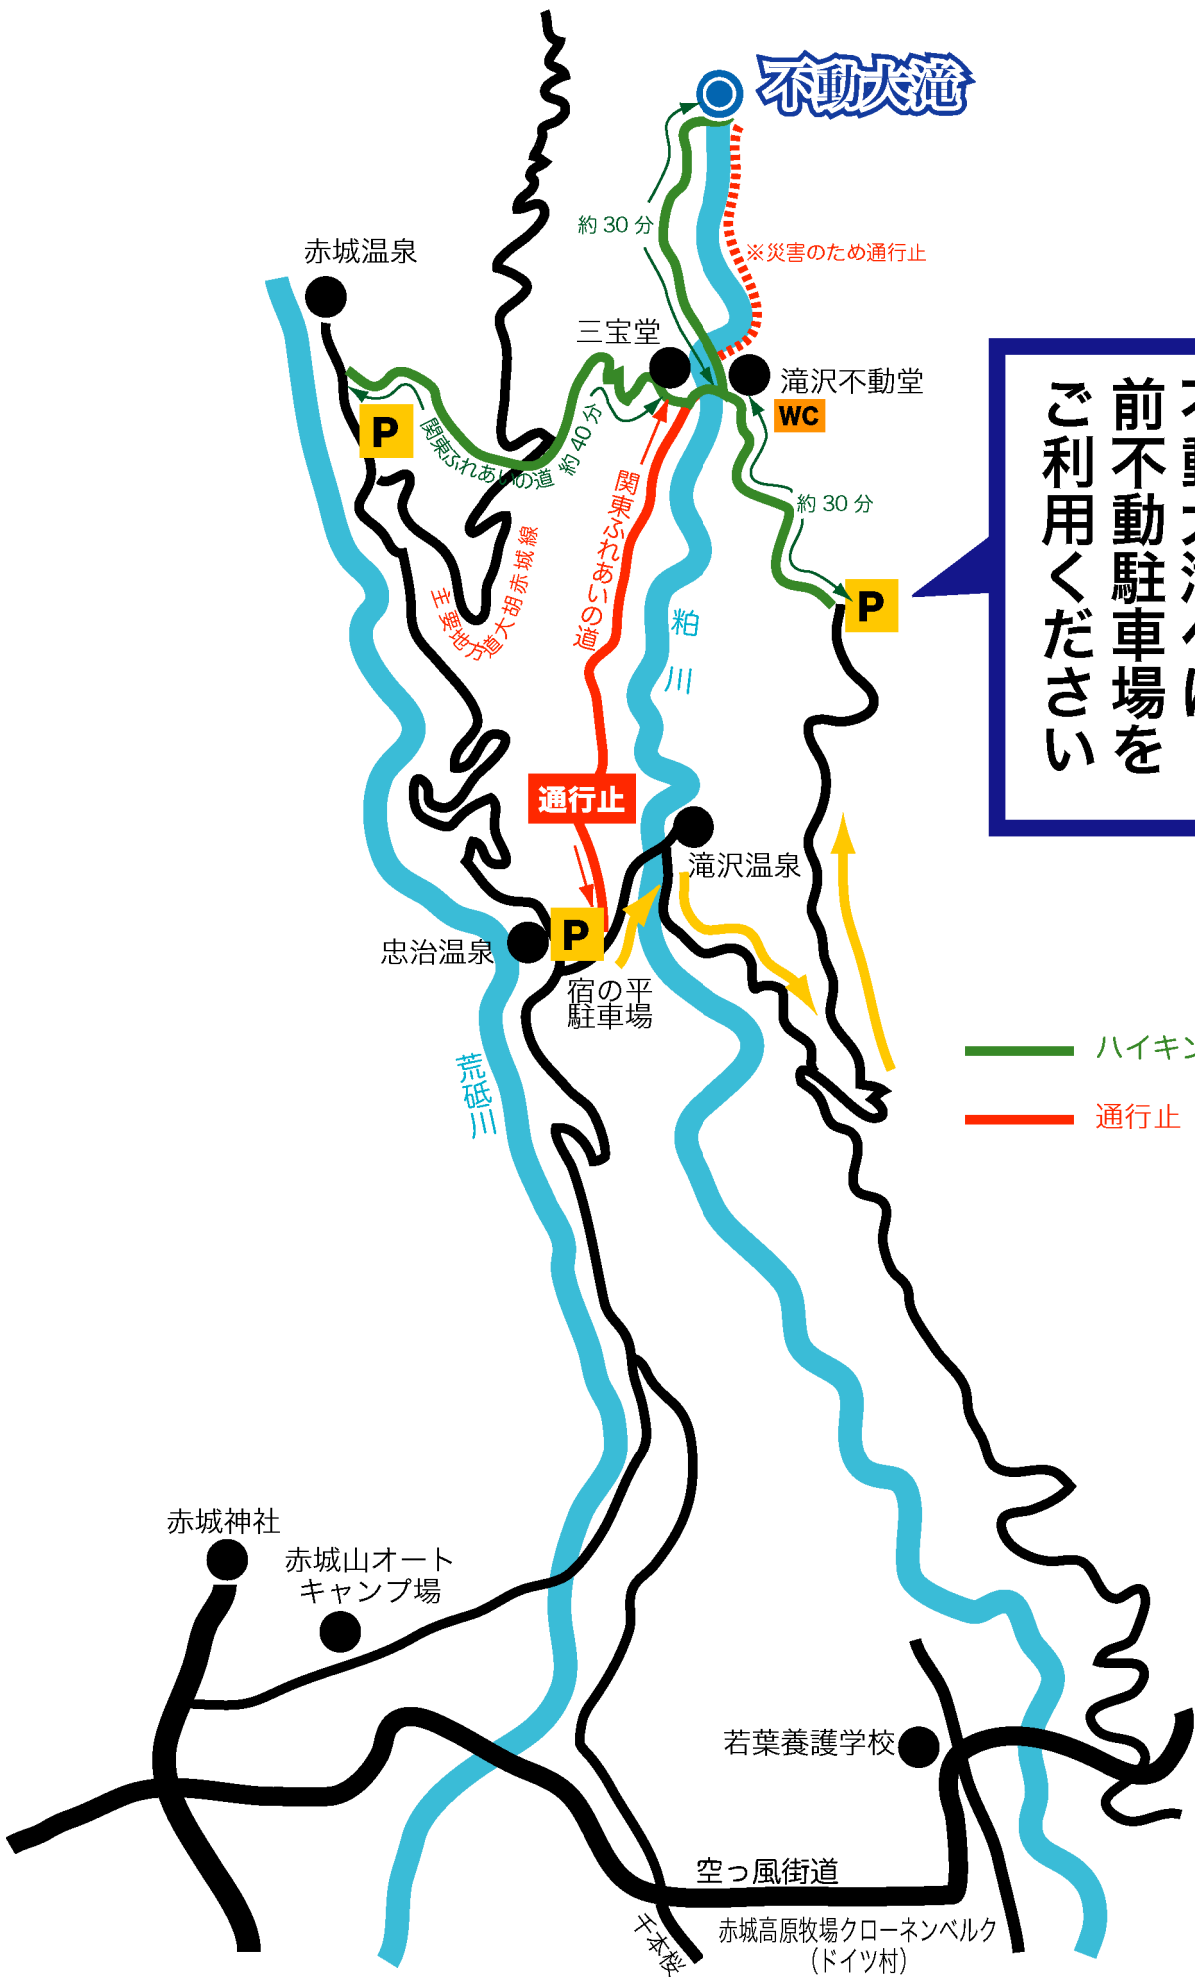 不動大滝
約30分
※災害のため通行止
赤城温泉
三宝堂
滝沢不動堂
WC
P
関東ふれあいの道
約40分
約30分
関東ふれあいの道
主要地方道大胡赤城線
P
前不動駐車場を
ご利用ください
粕川
通行止
滝沢温泉
P
忠治温泉
宿の平
駐車場
荒砥川
ハイキン
通行止
赤城神社
赤城山オート
キャンプ場
若葉養護学校
空っ風街道
千本桜
赤城高原牧場クローネンベルク
(ドイツ村)